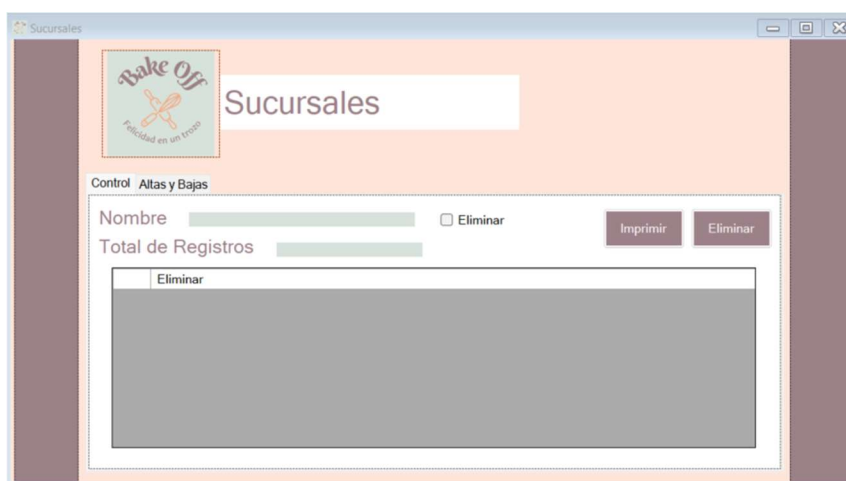 Sucursales
Bake Off
Felicidad en un trozo
Sucursales
Control Altas y Bajas
Nombre Eliminar Imprimir Eliminar
Total de Registros
Eliminar